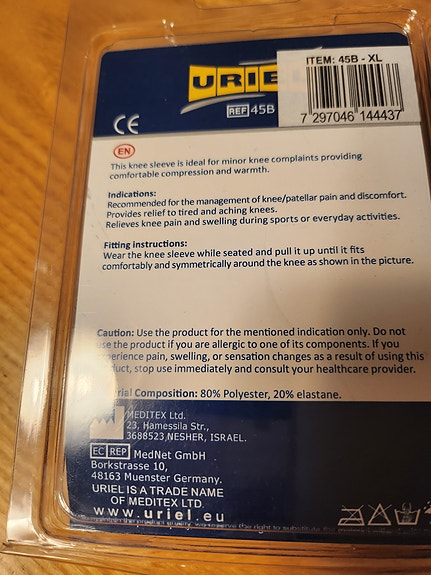 URIEL
ITEM: 45B - XL
REF 45B
7 297046 144437
CE
EN
This knee sleeve is ideal for minor knee complaints providing
comfortable compression and warmth.
Indications:
Recommended for the management of knee/patellar pain and discomfort.
Provides relief to tired and aching knees.
Relieves knee pain and swelling during sports or everyday activities.
Fitting instructions:
Wear the knee sleeve while seated and pull it up until it fits
comfortably and symmetrically around the knee as shown in the picture.
Caution: Use the product for the mentioned indication only. Do not
use the product if you are allergic to one of its components. If you
experience pain, swelling, or sensation changes as a result of using this
product, stop use immediately and consult your healthcare provider.
Material Composition: 80% Polyester, 20% elastane.
MEDITEX Ltd.
23, Hamessila Str.,
3688523 NESHER, ISRAEL.
EC REP MedNet GmbH
Borkstrasse 10,
48163 Muenster Germany.
URIEL IS A TRADE NAME
OF MEDITEX LTD.
www.uriel.eu
the right to substitute